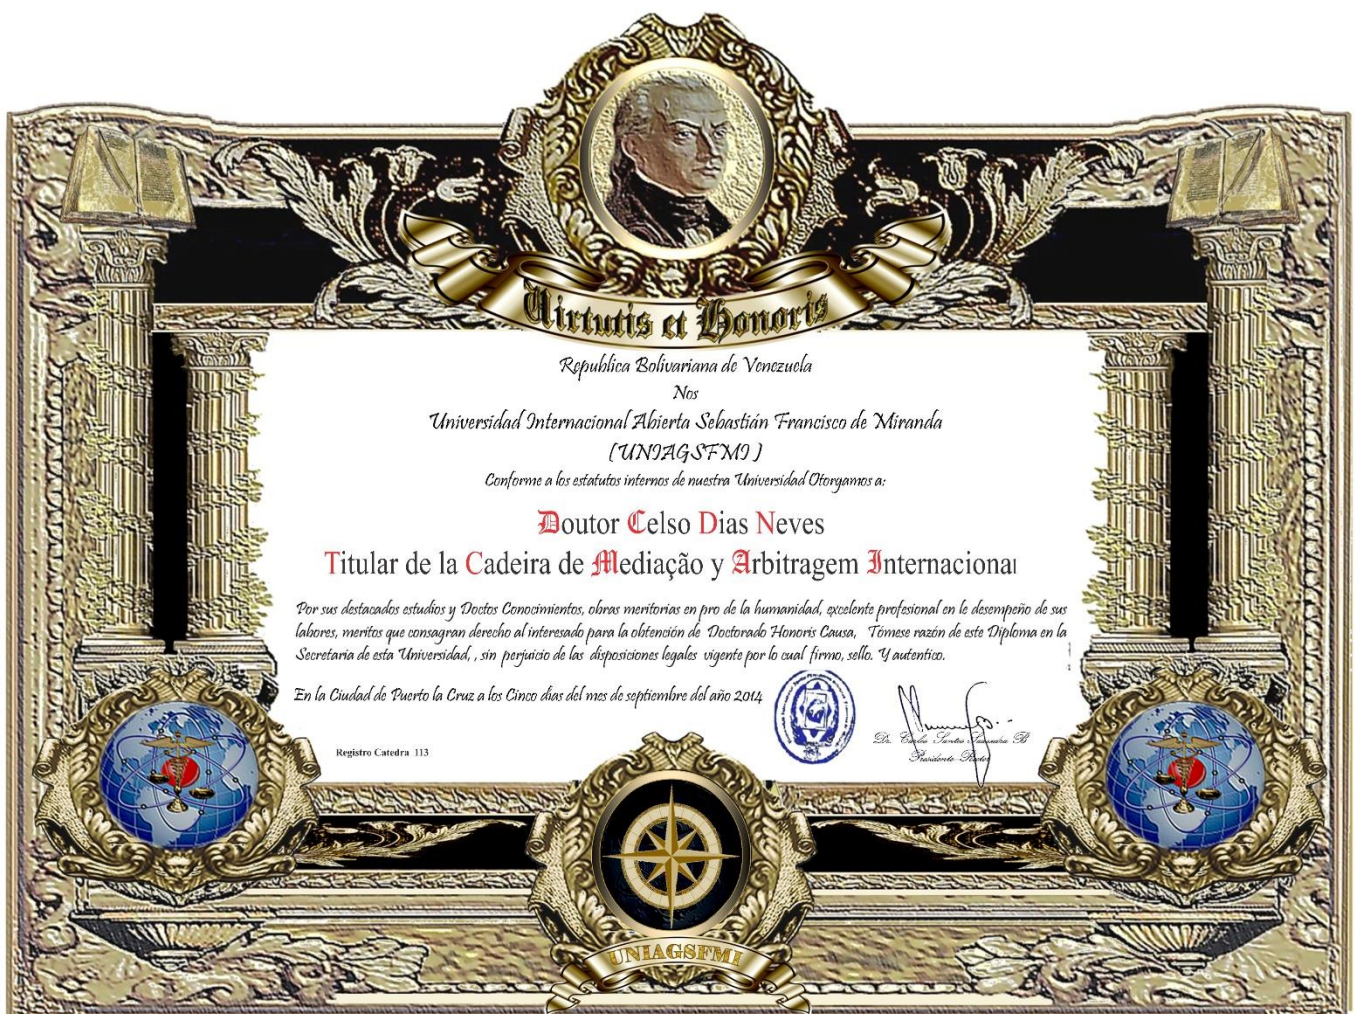 Virtutis et Honoris
Republica Bolivariana de Venezuela
Nos
Universidad Internacional Abierta Sebastián Francisco de Miranda
(UNIAGSFMI)
Conforme a los estatutos internos de nuestra Universidad Otorgamos a:
Doutor Celso Dias Neves
Titular de la Cadeira de Mediação y Arbitragem Internacional
Por sus destacados estudios y Doctos Conocimientos, obras meritorias en pro de la humanidad, excelente profesional en le desempeño de sus
labores, meritos que consagran derecho al interesado para la obtención de Doctorado Honoris Causa, Tómese razón de este Diploma en la
Secretaria de esta Universidad, , sin perjuicio de las disposiciones legales vigente por lo cual firmo, sello. Y autentico.
En la Ciudad de Puerto la Cruz a los Cinco dias del mes de septiembre del año 2014
Dr. Carlos Santos B
Presidente Rector
Registro Catedra 113
UNIAGSFMI